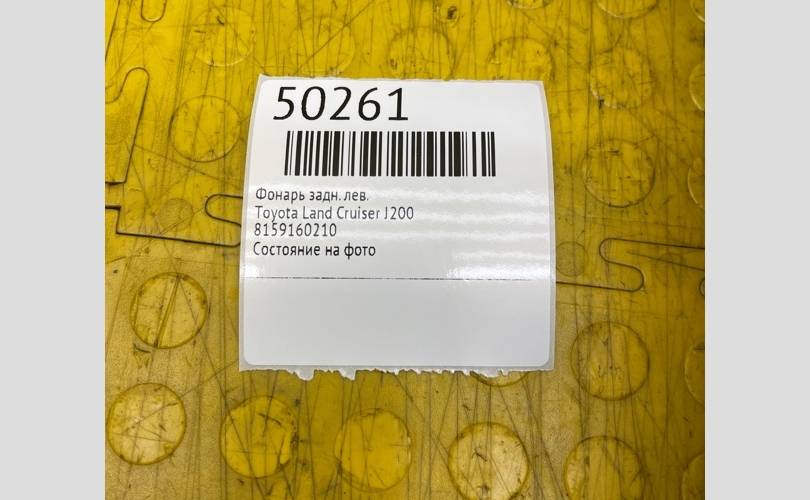 50261
Фонарь задн. лев.
Toyota Land Cruiser J200
8159160210
Состояние на фото